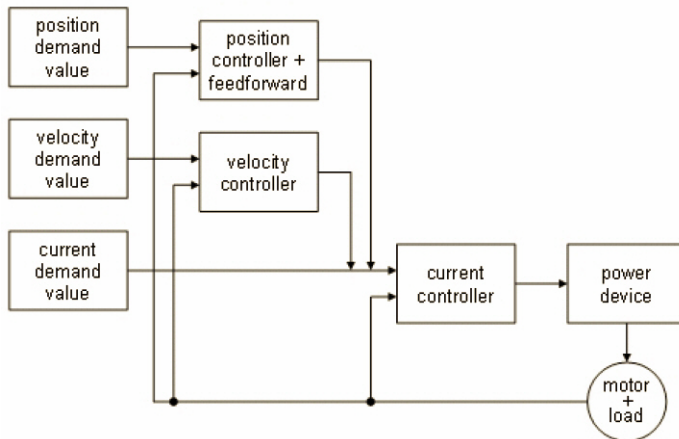 position
demand
value
position
controller +
feedforward
velocity
demand
value
velocity
controller
current
demand
value
current
controller
power
device
motor
+
load